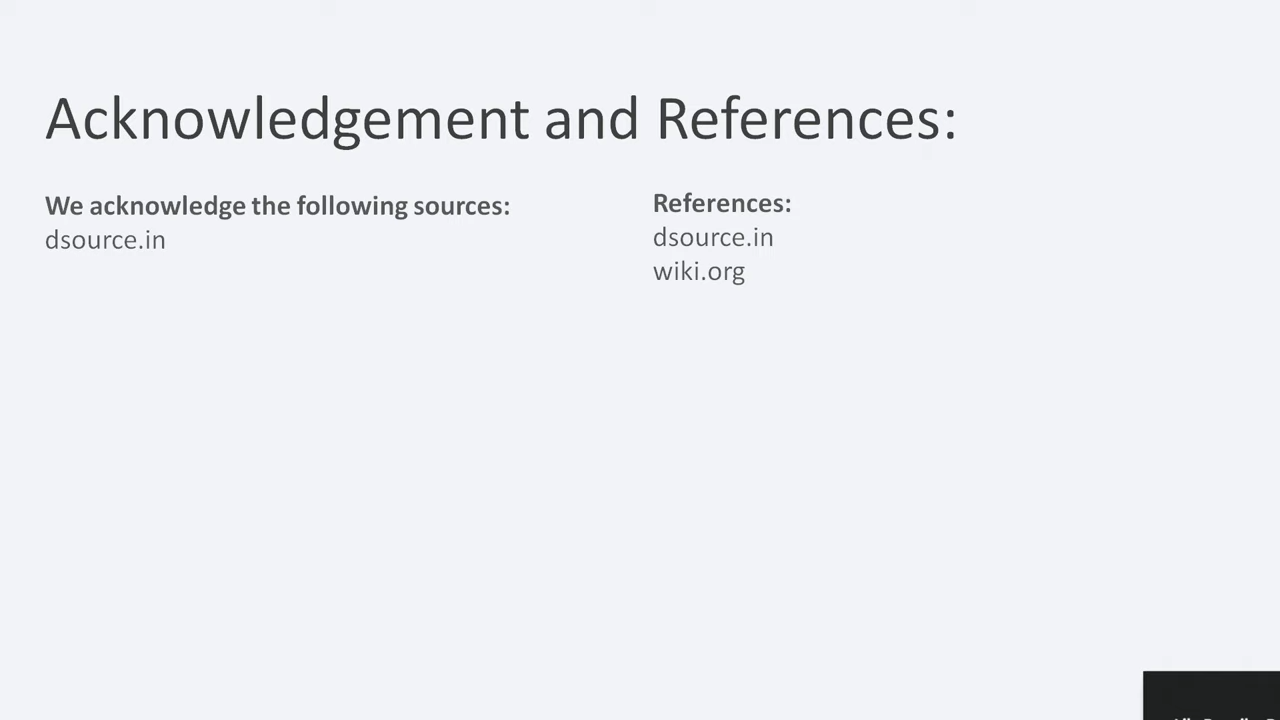 Acknowledgement and References:
We acknowledge the following sources:
dsource.in
References:
dsource.in
wiki.org